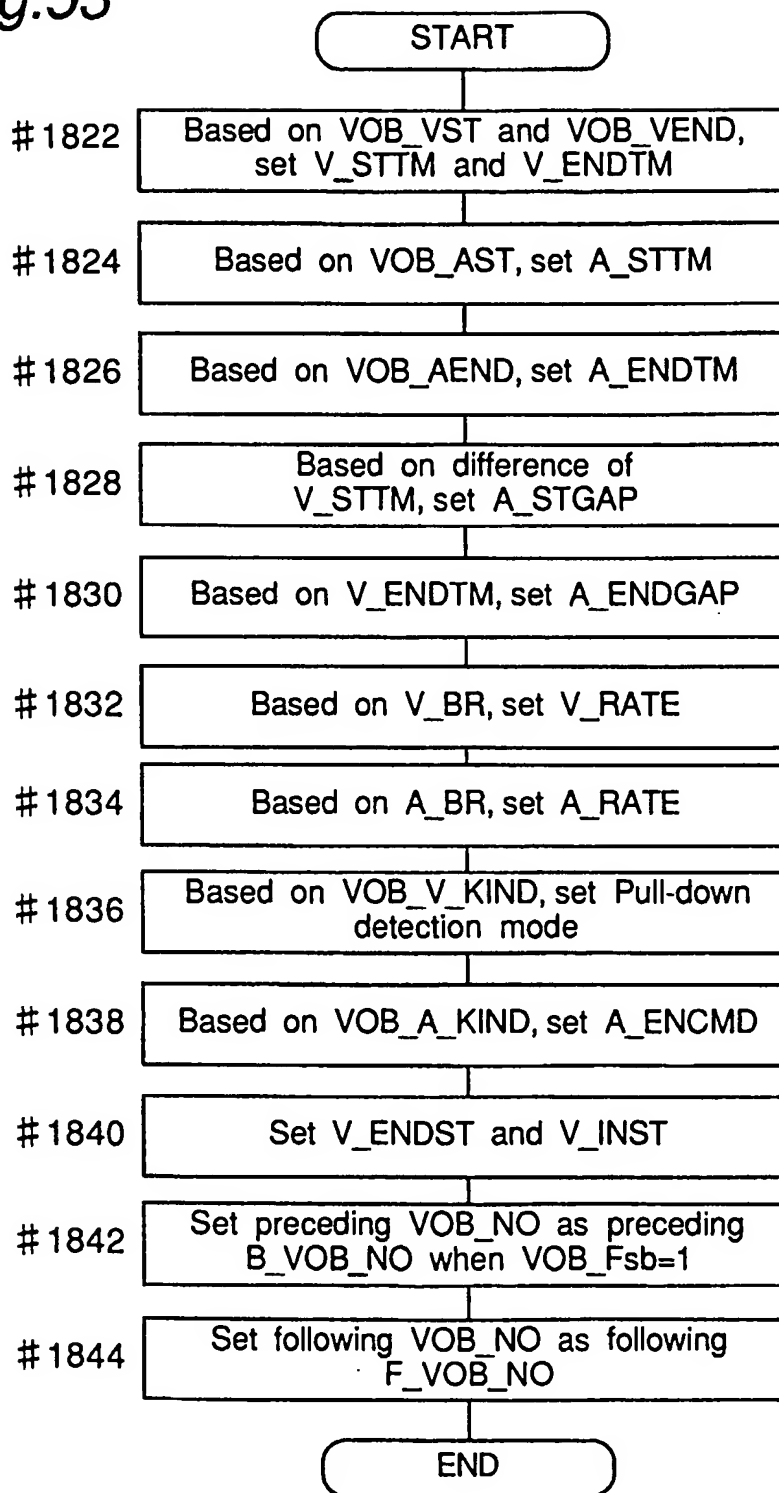 g.53
START
#1822
Based on VOB_VST and VOB_VEND,
set V_STTM and V_ENDTM
#1824
Based on VOB_AST, set A_STTM
#1826
Based on VOB_AEND, set A_ENDTM
#1828
Based on difference of
V_STTM, set A_STGAP
#1830
Based on V_ENDTM, set A_ENDGAP
#1832
Based on V_BR, set V_RATE
#1834
Based on A_BR, set A_RATE
#1836
Based on VOB_V_KIND, set Pull-down
detection mode
#1838
Based on VOB_A_KIND, set A_ENCMD
#1840
Set V_ENDST and V_INST
#1842
Set preceding VOB_NO as preceding
B_VOB_NO when VOB_Fsb=1
#1844
Set following VOB_NO as following
F_VOB_NO
END